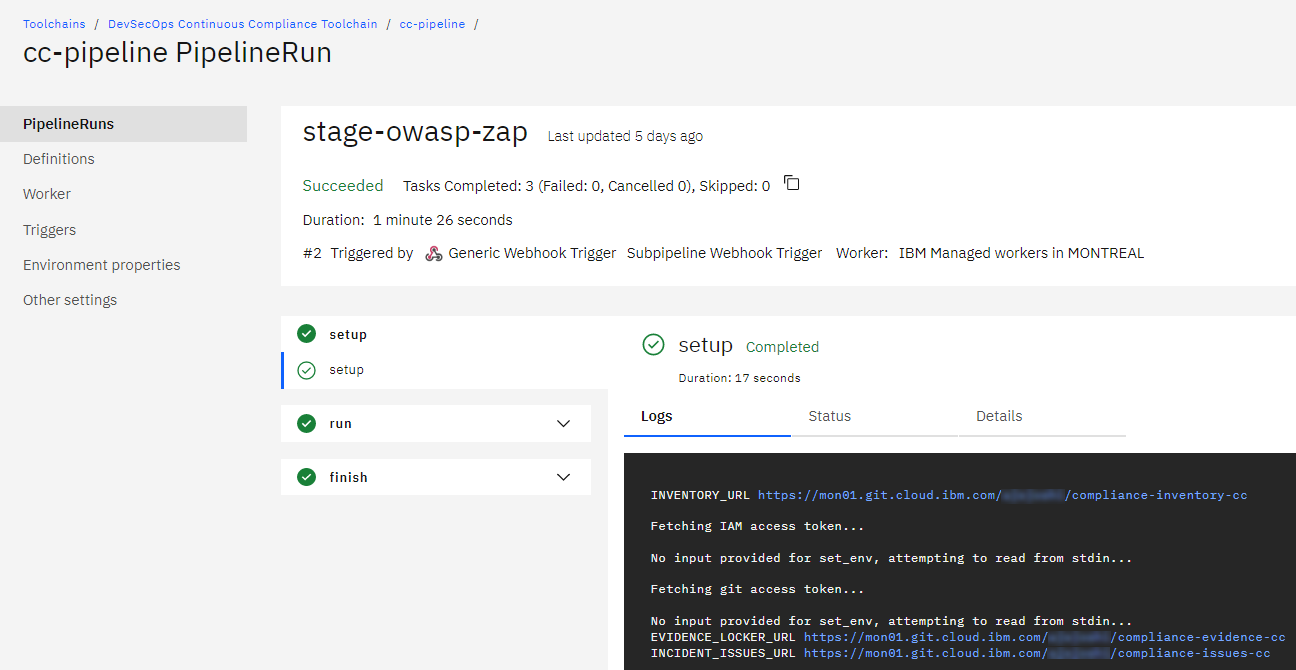 Toolchains / DevSecOps Continuous Compliance Toolchain / cc-pipeline /
cc-pipeline PipelineRun
PipelineRuns
Definitions
Worker
Triggers
Environment properties
Other settings
stage-owasp-zap Last updated 5 days ago
Succeeded Tasks Completed: 3 (Failed: 0, Cancelled 0), Skipped: 0
Duration: 1 minute 26 seconds
#2 Triggered by Generic Webhook Trigger Subpipeline Webhook Trigger Worker: IBM Managed workers in MONTREAL
setup
setup
run
finish
setup Completed
Duration: 17 seconds
Logs Status Details
INVENTORY_URL https://mon01.git.cloud.ibm.com/ /compliance-inventory-cc
Fetching IAM access token...
No input provided for set_env, attempting to read from stdin...
Fetching git access token...
No input provided for set_env, attempting to read from stdin...
EVIDENCE_LOCKER_URL https://mon01.git.cloud.ibm.com/ /compliance-evidence-cc
INCIDENT_ISSUES_URL https://mon01.git.cloud.ibm.com/ /compliance-issues-cc